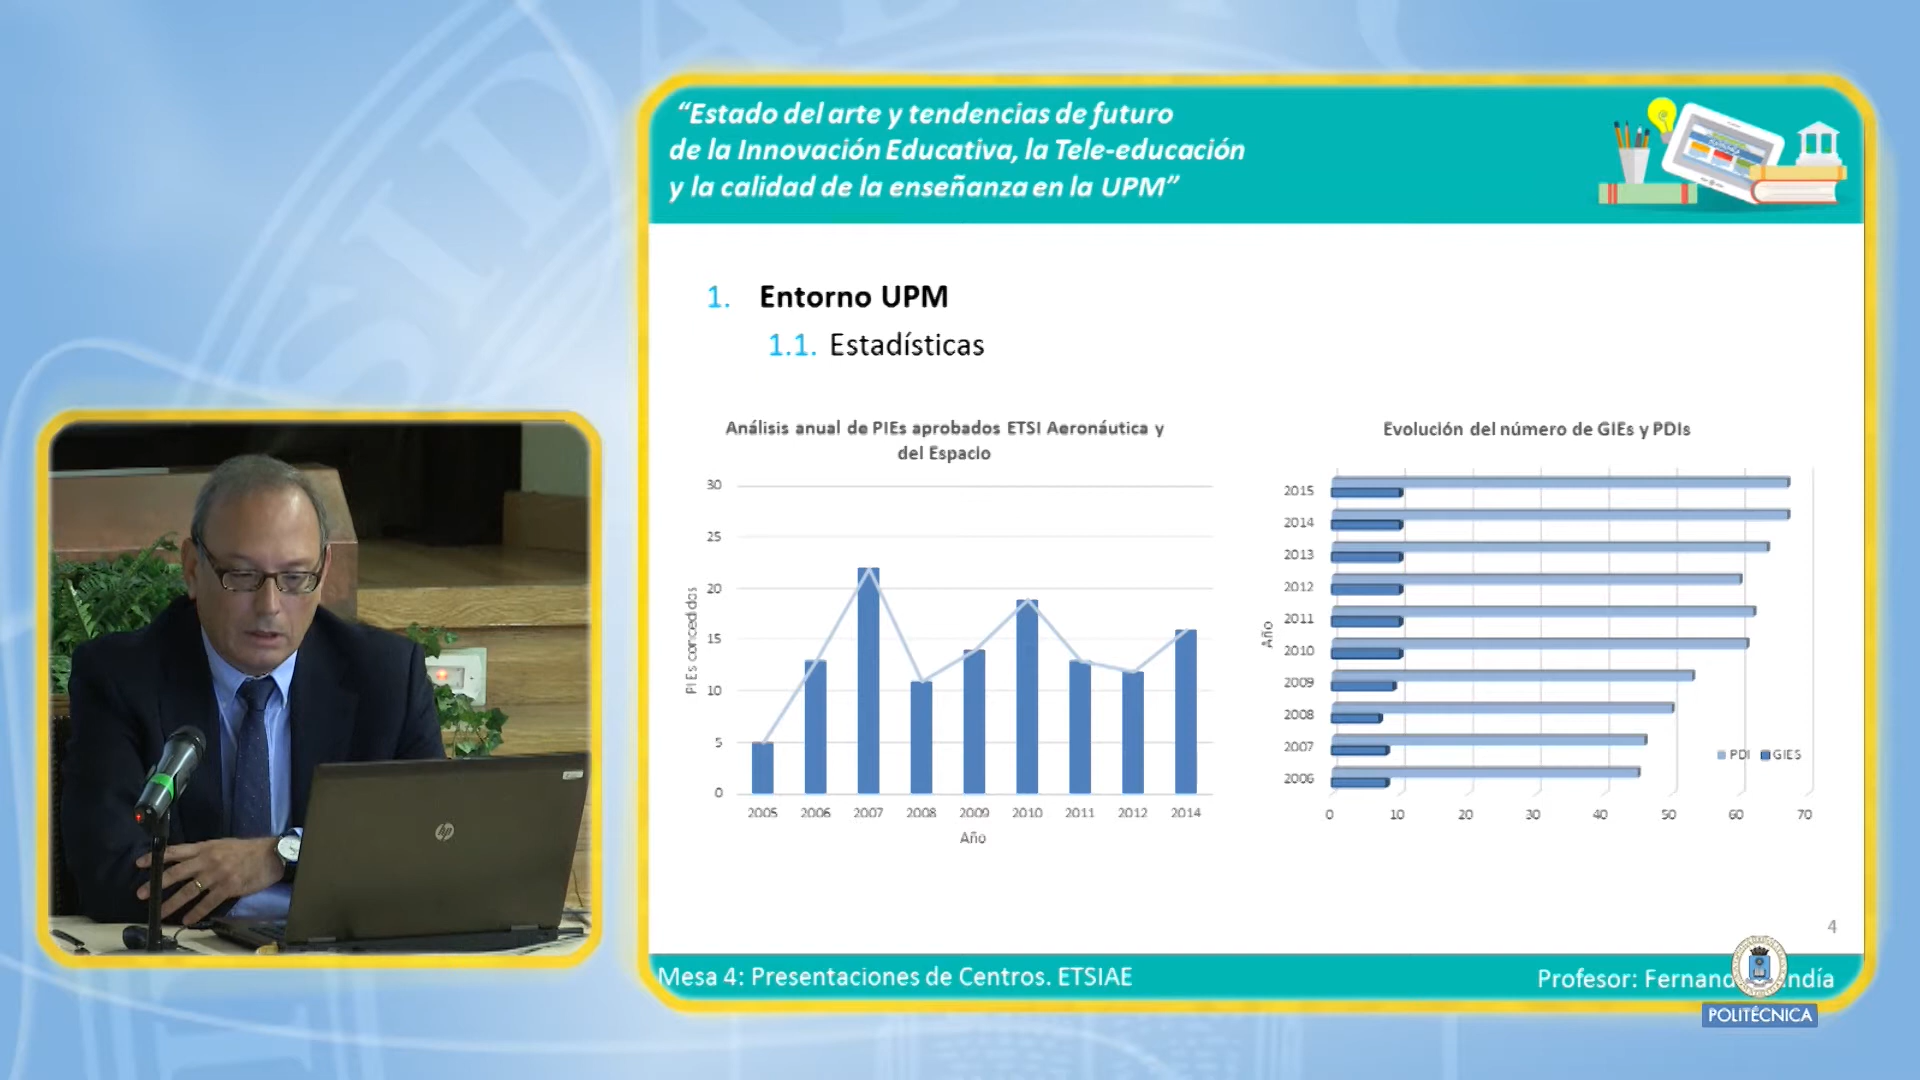 “Estado del arte y tendencias de futuro
de la Innovación Educativa, la Tele-educación
y la calidad de la enseñanza en la UPM”
1. Entorno UPM
1.1. Estadísticas
Análisis anual de PIEs aprobados ETSI Aeronáutica y
del Espacio
30
25
20
15
10
5
0
PIEs concedidos
2005 2006 2007 2008 2009 2010 2011 2012 2014
Año
Evolución del número de GIEs y PDIs
2015
2014
2013
2012
2011
2010
2009
2008
2007
2006
Año
PDI GIES
0 10 20 30 40 50 60 70
hp
4
Mesa 4: Presentaciones de Centros. ETSIAE
Profesor:
POLITÉCNICA